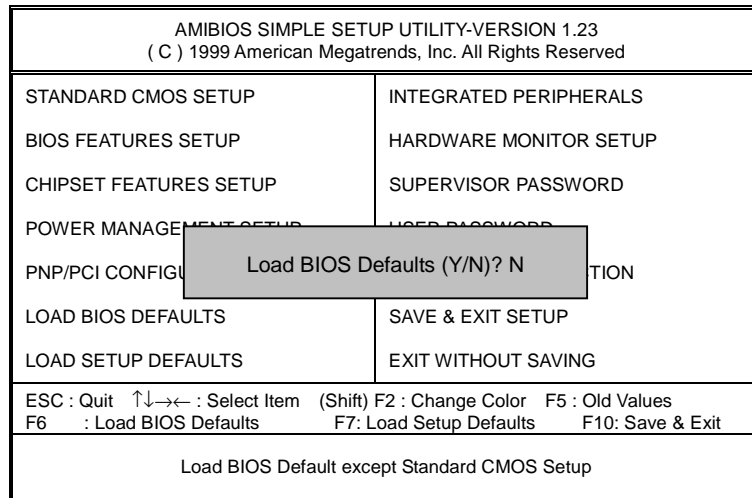 AMIBIOS SIMPLE SETUP UTILITY-VERSION 1.23
( C ) 1999 American Megatrends, Inc. All Rights Reserved
STANDARD CMOS SETUP
BIOS FEATURES SETUP
CHIPSET FEATURES SETUP
POWER MANAGEMENT SETUP
PNP/PCI
LOAD BIOS DEFAULTS
LOAD SETUP DEFAULTS
INTEGRATED PERIPHERALS
HARDWARE MONITOR SETUP
SUPERVISOR PASSWORD
USER PASSWORD
SAVE & EXIT SETUP
EXIT WITHOUT SAVING
Load BIOS Defaults (Y/N)? N
ESC : Quit ↑↓→← : Select Item (Shift) F2 : Change Color F5 : Old Values
F6 : Load BIOS Defaults F7: Load Setup Defaults F10: Save & Exit
Load BIOS Default except Standard CMOS Setup